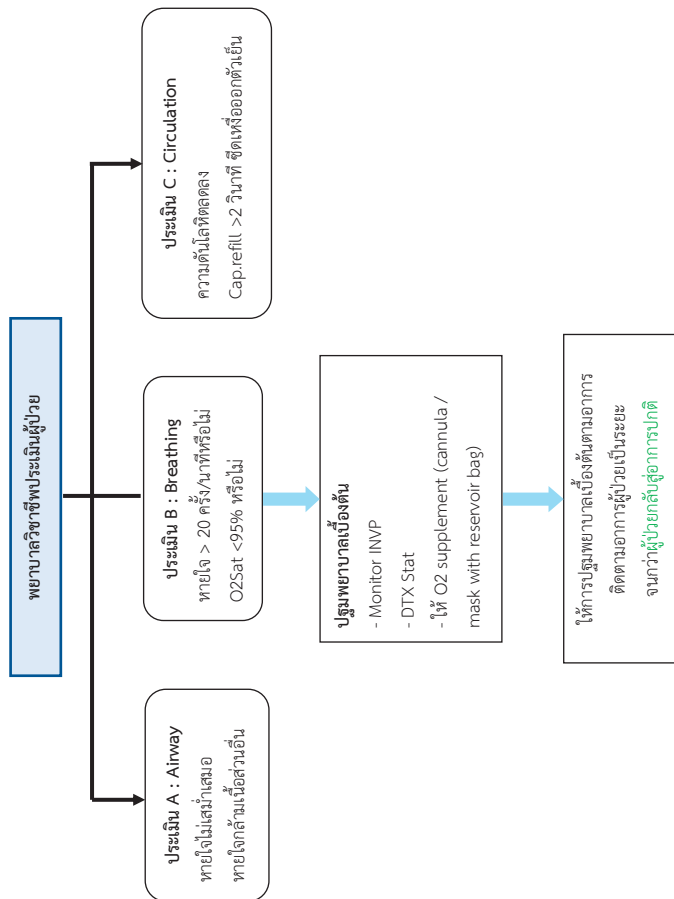 พยาบาลวิชาชีพประเมินผู้ป่วย
ประเมิน A : Airway
หายใจไม่เสม่ำเสมอ
หายใจกล้ามเนื้อส่วนอื่น
ประเมิน B : Breathing
หายใจ > 20 ครั้ง/นาทีหรือไม่
O2Sat <95% หรือไม่
ประเมิน C : Circulation
ความดันโลหิตลดลง
Cap.refill >2 วินาที ซีดเหงื่อออกตัวเย็น
ปฐมพยาบาลเบื้องต้น
- Monitor INVP
- DTX Stat
- ให้ O2 supplement (cannula /
mask with reservoir bag)
ให้การปฐมพยาบาลเบื้องต้นตามอาการ
ติดตามอาการผู้ป่วยเป็นระยะ
จนกว่าผู้ป่วยกลับสู่อาการปกติ